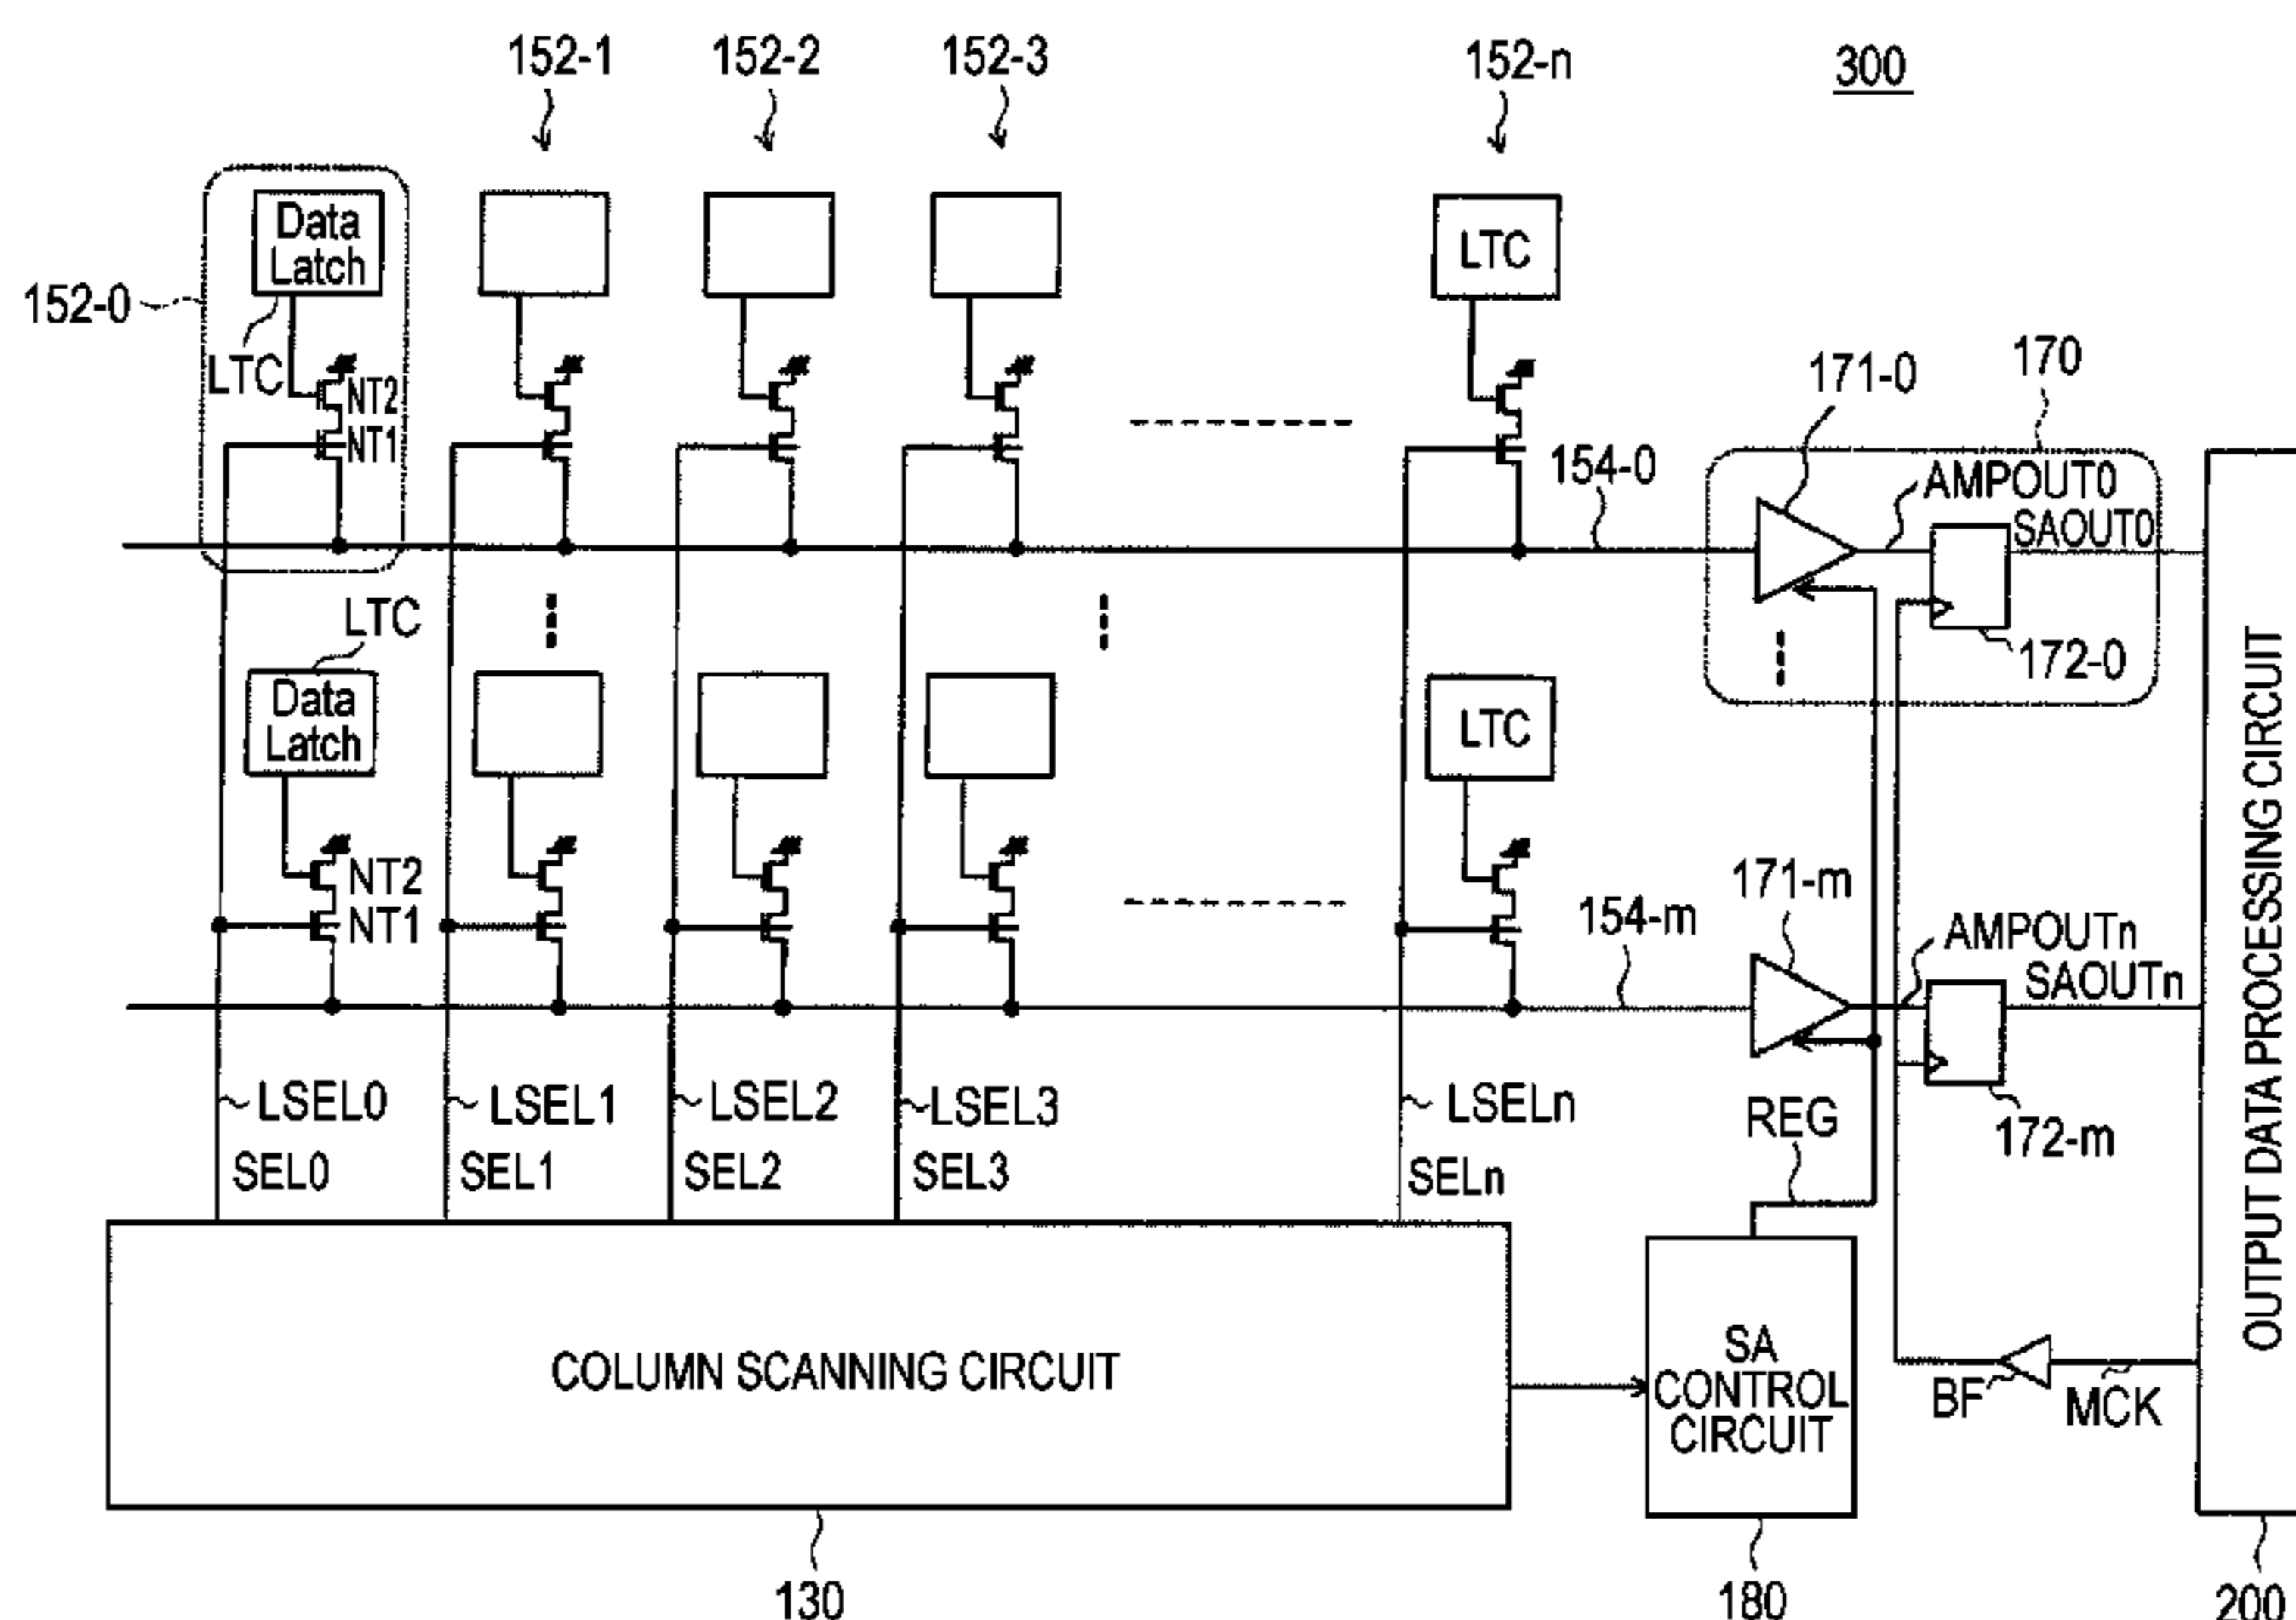 152-1
152-2
152-3
152-n
300
Data
Latch
LTC
152-0
LTC
NT2
NT1
170
171-0
154-0
AMPOUT0
SAOUT0
172-0
LTC
Data
Latch
LTC
NT2
NT1
171-m
154-m
AMPOUTn
SAOUTn
172-m
OUTPUT DATA PROCESSING CIRCUIT
LSEL0
LSEL1
LSEL2
LSEL3
LSELn
REG
SEL0
SEL1
SEL2
SEL3
SELn
COLUMN SCANNING CIRCUIT
SA
CONTROL
CIRCUIT
BF
MCK
130
180
200